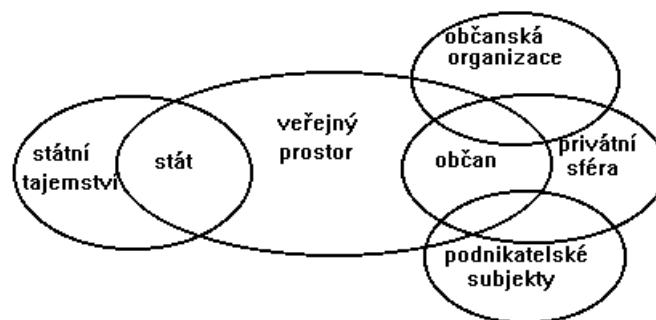 občanská
organizace
veřejný
prostor
státní
tajemství
stát
občan
privátní
sféra
podnikatelské
subjekty